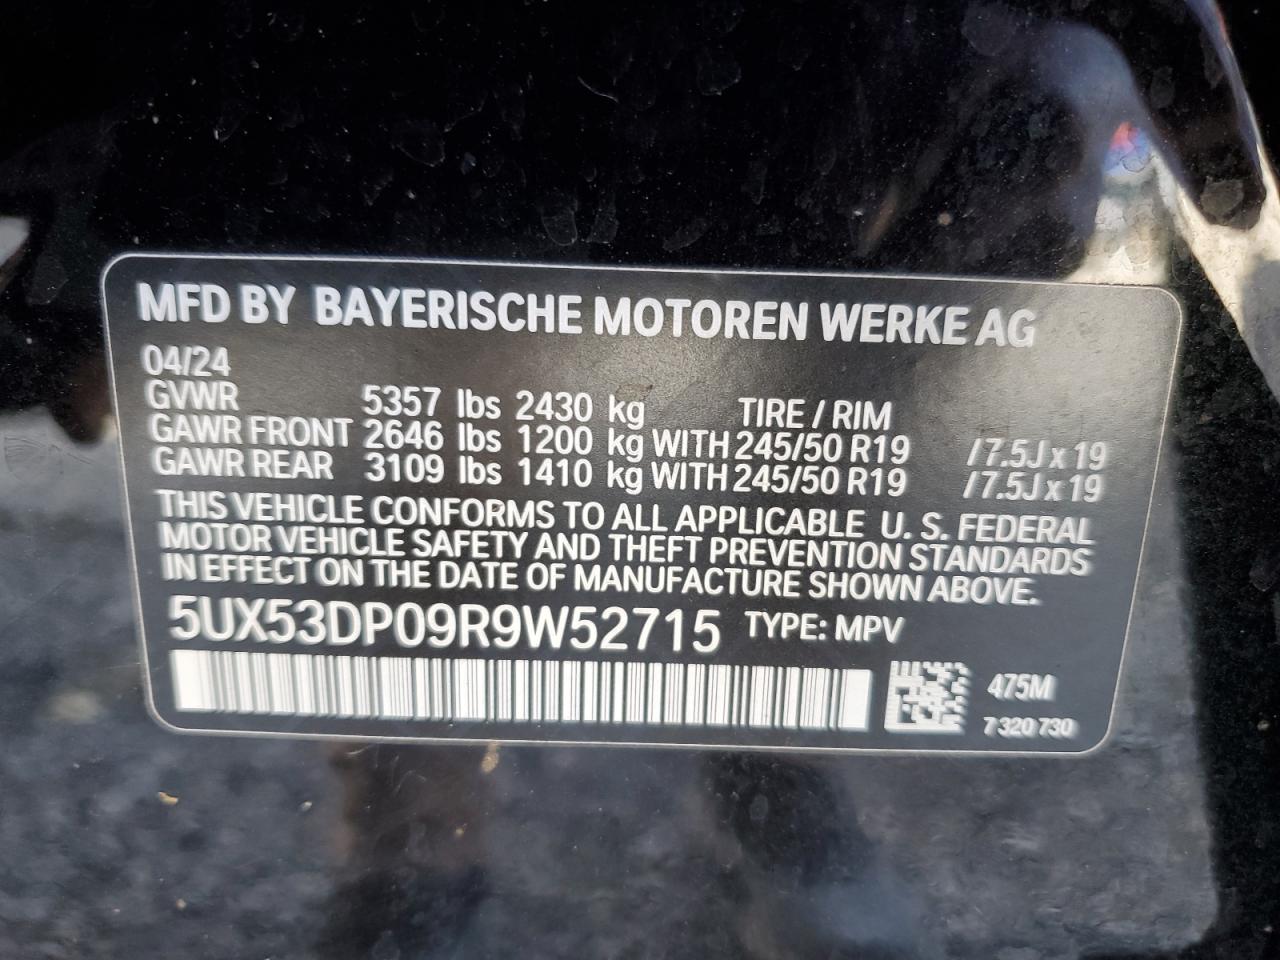 MFD BY BAYERISCHE MOTOREN WERKE AG
04/24
GVWR 5357 lbs 2430 kg TIRE / RIM
GAWR FRONT 2646 lbs 1200 kg WITH 245/50 R19 / 7.5J x 19
GAWR REAR 3109 lbs 1410 kg WITH 245/50 R19 / 7.5J x 19
THIS VEHICLE CONFORMS TO ALL APPLICABLE U. S. FEDERAL
MOTOR VEHICLE SAFETY AND THEFT PREVENTION STANDARDS
IN EFFECT ON THE DATE OF MANUFACTURE SHOWN ABOVE.
5UX53DP09R9W52715 TYPE: MPV
475M
7 320 730